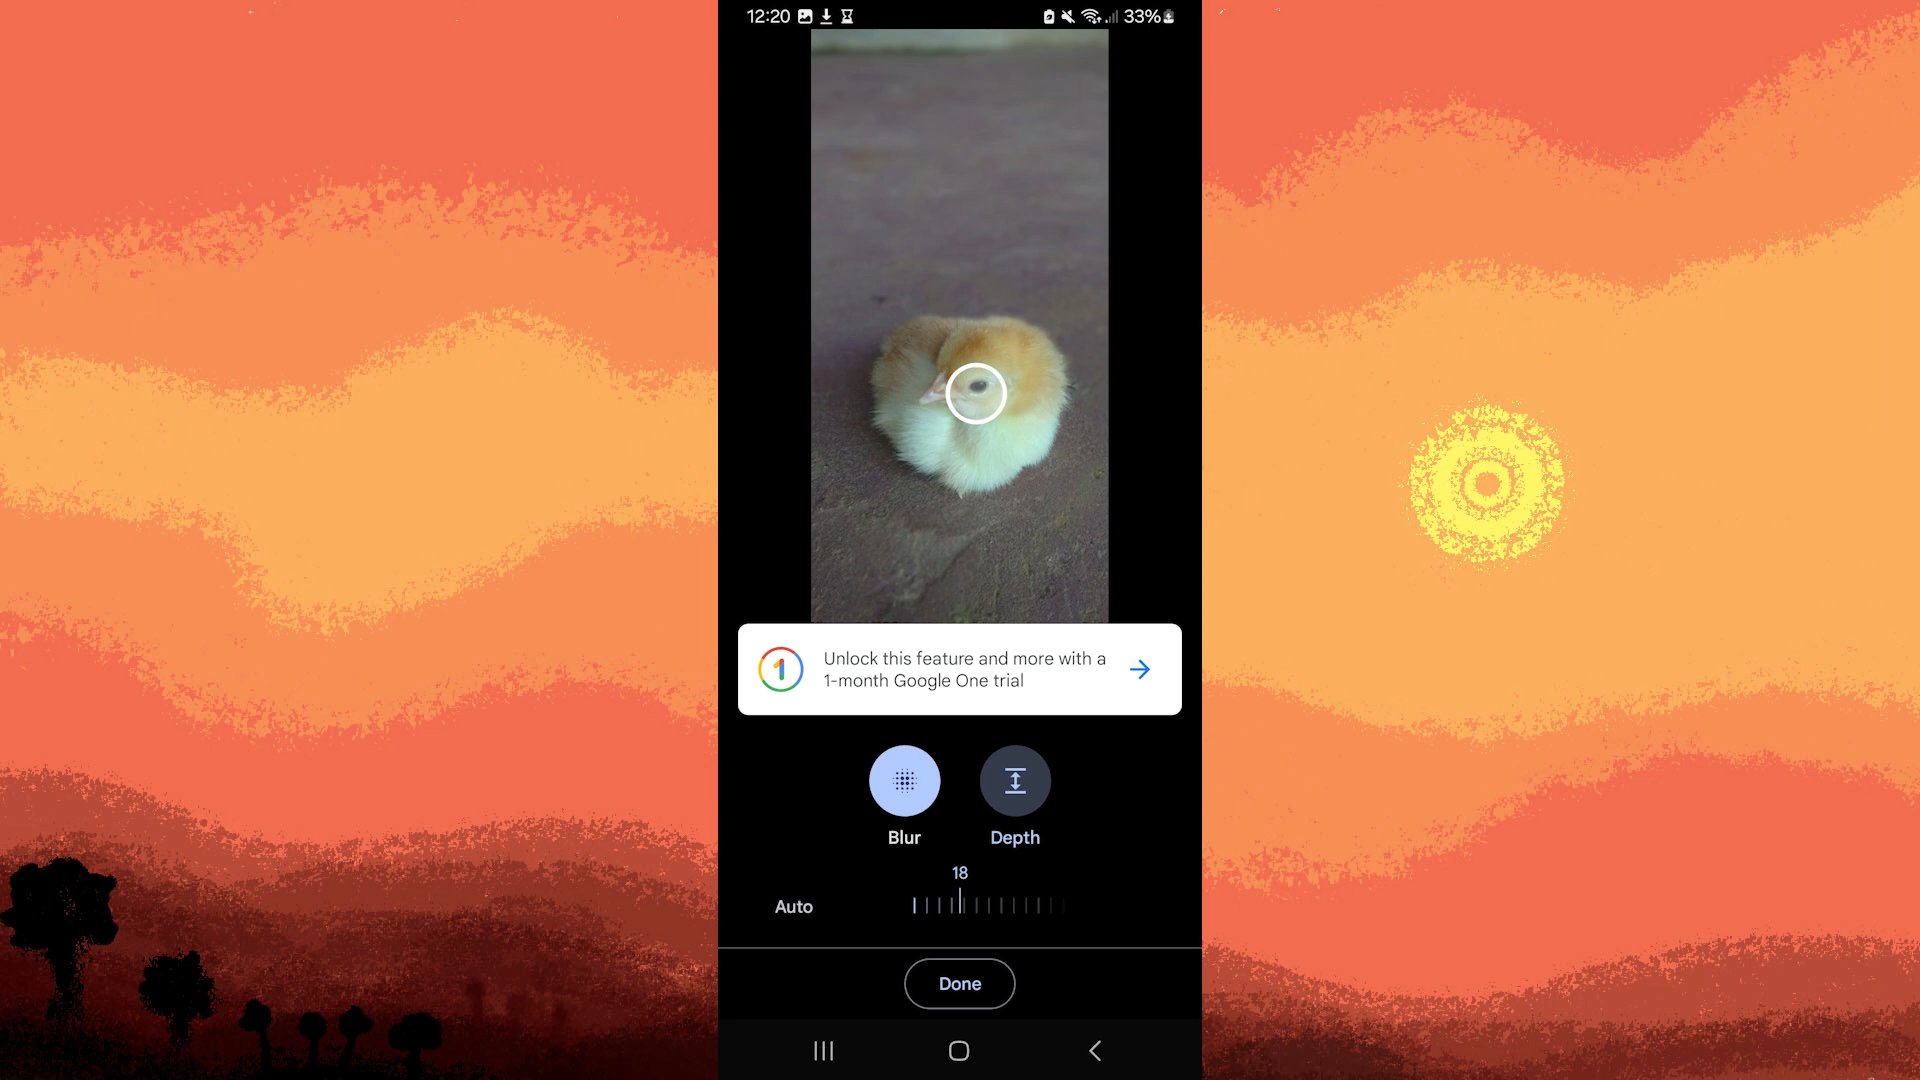 12:20
33%
Unlock this feature and more with a
1-month Google One trial
Blur
Depth
18
Auto
Done